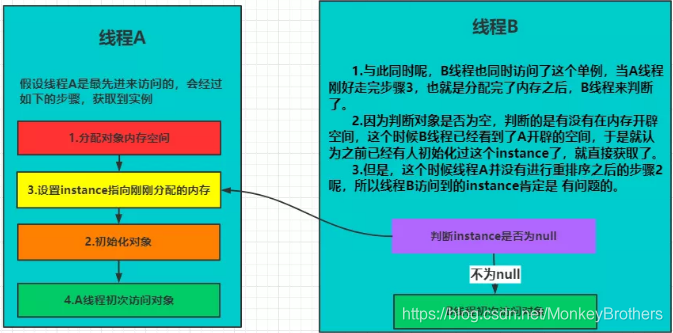 线程A
假设线程A是最先进来访问的，会经过
如下的步骤，获取到实例
1.分配对象内存空间
3.设置instance指向刚刚分配的内存
2.初始化对象
4.A线程初次访问对象
线程B
1.与此同时呢，B线程也同时访问了这个单例，当A线程
刚好走完步骤3，也就是分配完了内存之后，B线程来判断
了。
2.因为判断对象是否为空，判断的是有没有在内存开辟
空间，这个时候B线程已经看到了A开辟的空间，于是就认
为之前已经有人初始化过这个instance了，就直接获取了。
3.但是，这个时候线程A并没有进行重排序之后的步骤2
呢，所以线程B访问到的instance肯定是 有问题的。
判断instance是否为null
不为null
B线程初次访问对象
https://blog.csdn.net/MonkeyBrothers